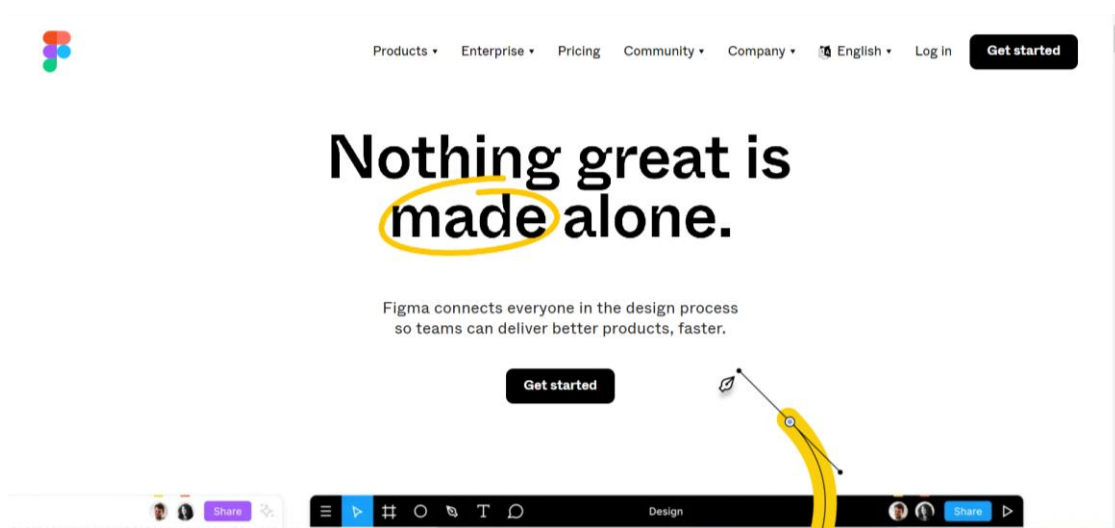 Products Enterprise Pricing Community Company English Log in Get started
Nothing great is
made alone.
Figma connects everyone in the design process
so teams can deliver better products, faster.
Get started
Share Design Share